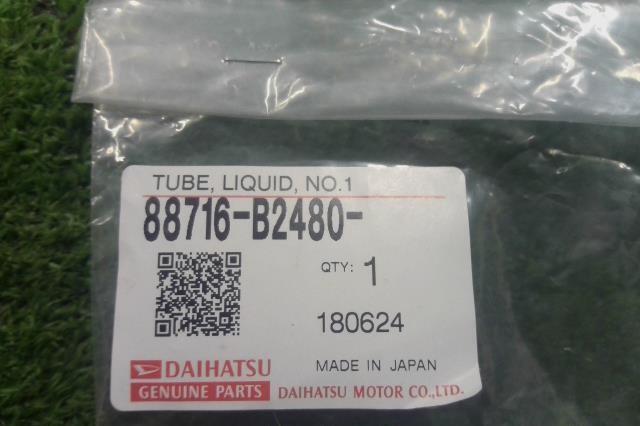 TUBE, LIQUID, NO.1
88716-B2480-
QTY: 1
180624
DAIHATSU
MADE IN JAPAN
GENUINE PARTS
DAIHATSU MOTOR CO.,LTD.